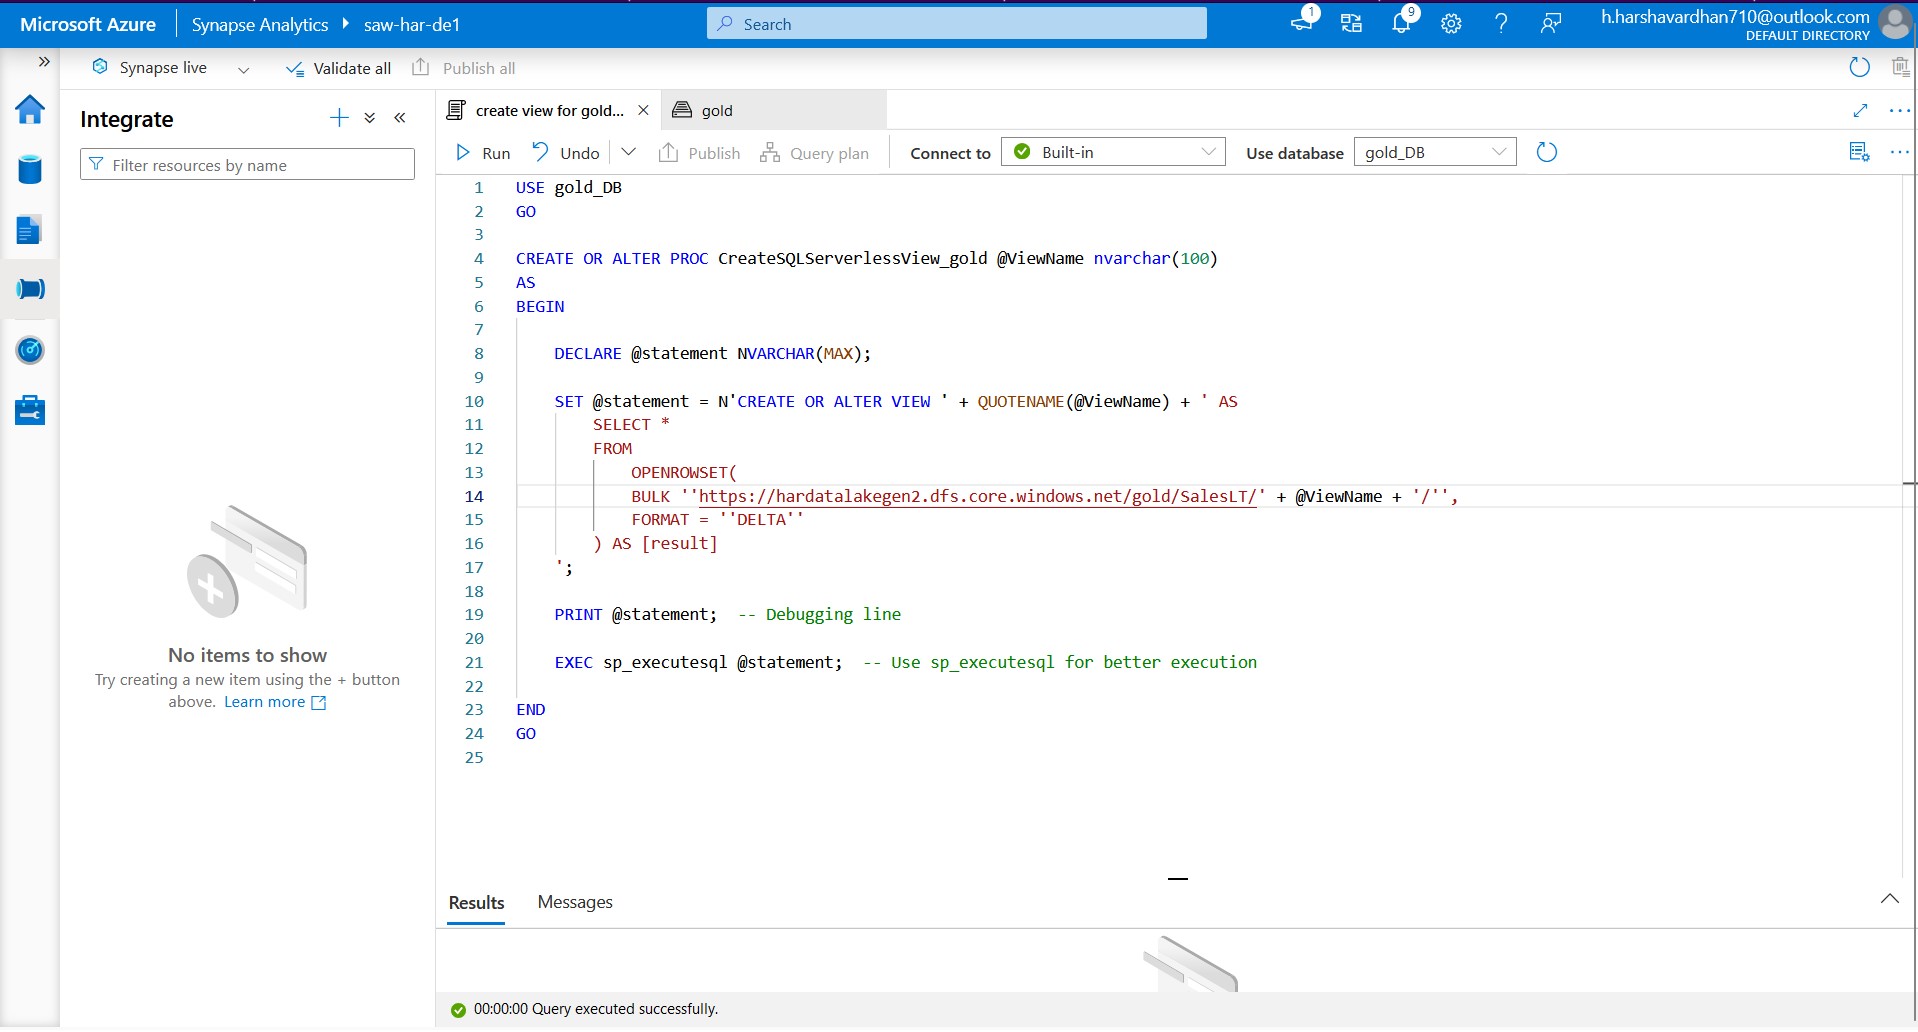 Microsoft Azure
Synapse Analytics
saw-har-de1
Search
1
9
h.harshavardhan710@outlook.com
DEFAULT DIRECTORY
Synapse live
Validate all
Publish all
Integrate
Filter resources by name
No items to show
Try creating a new item using the + button
above. Learn more
create view for gold...
gold
Run
Undo
Publish
Query plan
Connect to
Built-in
Use database
gold_DB
1 USE gold_DB
2 GO
3
4 CREATE OR ALTER PROC CreateSQLServerlessView_gold @ViewName nvarchar(100)
5 AS
6 BEGIN
7
8 DECLARE @statement NVARCHAR(MAX);
9
10 SET @statement = N'CREATE OR ALTER VIEW ' + QUOTENAME(@ViewName) + ' AS
11 SELECT *
12 FROM
13 OPENROWSET(
14 BULK ''https://hardatalakegen2.dfs.core.windows.net/gold/SalesLT/' + @ViewName + '/'',
15 FORMAT = ''DELTA''
16 ) AS [result]
17 ';
18
19 PRINT @statement; -- Debugging line
20
21 EXEC sp_executesql @statement; -- Use sp_executesql for better execution
22
23 END
24 GO
25
Results
Messages
00:00:00 Query executed successfully.